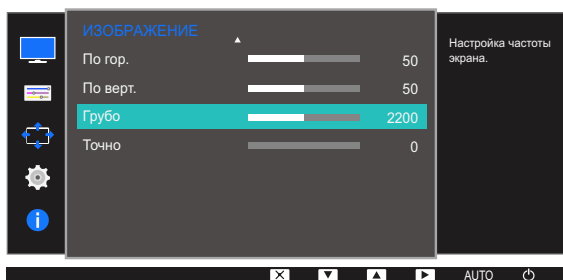 ИЗОБРАЖЕНИЕ
По гор. 50
По верт. 50
Грубо 2200
Точно 0
Настройка частоты
экрана.
AUTO